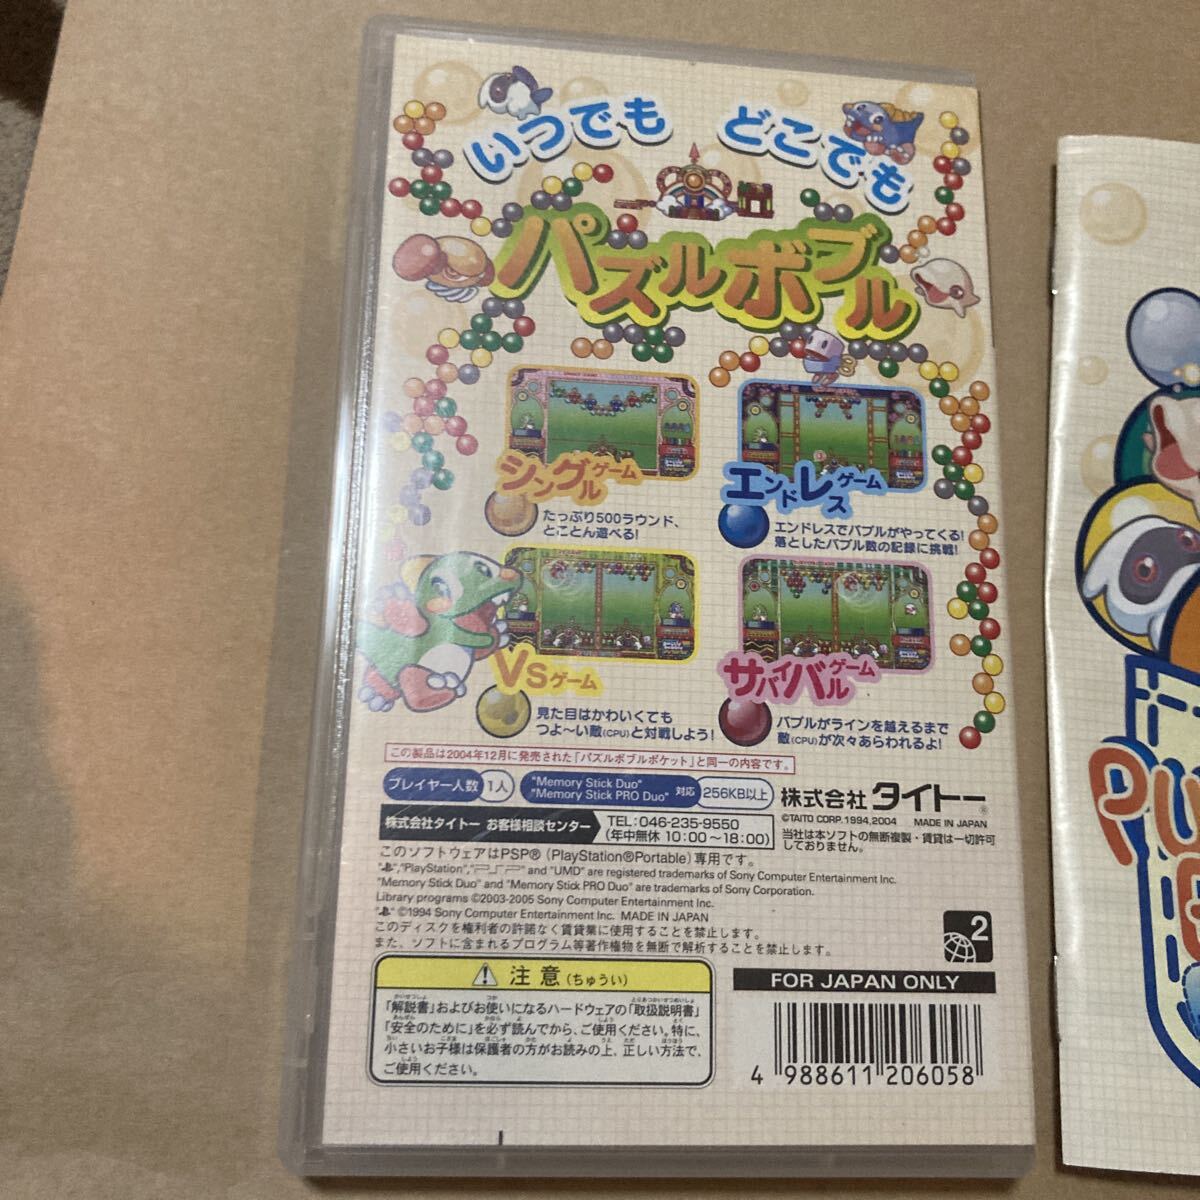 いつでも どこでも
パズルボブル
シングルゲーム
たっぷり500ラウンド、
とことん遊べる!
エンドレスゲーム
エンドレスでバブルがやってくる!
落としたバブル数の記録に挑戦!
VSゲーム
見た目はかわいくても
つよ〜い敵(CPU)と対戦しよう!
サバイバルゲーム
バブルがラインを越えるまで
敵(CPU)が次々あらわれるよ!
この製品は2004年12月に発売された「パズルボブルポケット」と同一の内容です。
プレイヤー人数 1人
"Memory Stick Duo"
"Memory Stick PRO Duo" 対応 256KB以上
株式会社タイトー®
©TAITO CORP.1994,2004 MADE IN JAPAN
当社は本ソフトの無断複製・賃貸は一切許可
しておりません。
株式会社タイトー お客様相談センター
TEL:046-235-9550
(年中無休 10:00〜18:00)
このソフトウェアはPSP®(PlayStation®Portable)専用です。
" ","PlayStation","PSP" and "UMD" are registered trademarks of Sony Computer Entertainment Inc.
"Memory Stick Duo" and "Memory Stick PRO Duo" are trademarks of Sony Corporation.
Library programs ©2003-2005 Sony Computer Entertainment Inc.
" "©1994 Sony Computer Entertainment Inc. MADE IN JAPAN
このディスクを権利者の許諾なく賃貸業に使用することを禁止します。
また、ソフトに含まれるプログラム等著作権物を無断で解析することを禁止します。
2
注意(ちゅうい)
「解説書」およびお使いになるハードウェアの「取扱説明書」
「安全のために」を必ず読んでから、ご使用ください。特に、
小さいお子様は保護者の方がお読みの上、正しい方法で、
ご使用ください。
FOR JAPAN ONLY
4 988611 206058
PU